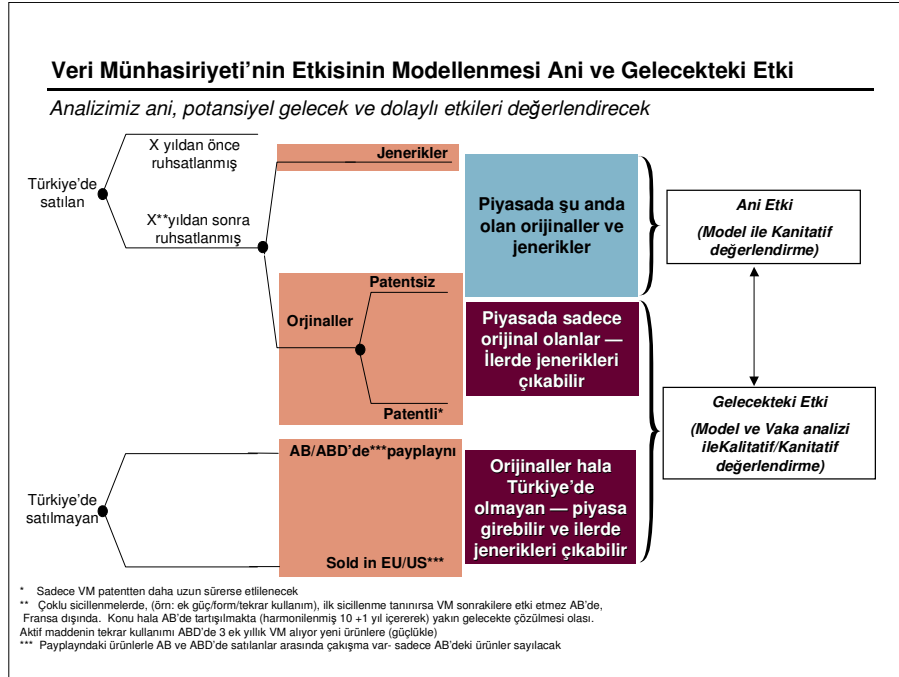 Veri Münhasiriyeti'nin Etkisinin Modellenmesi Ani ve Gelecekteki Etki
Analizimiz ani, potansiyel gelecek ve dolaylı etkileri değerlendirecek
Türkiye'de
satılan
X yıldan önce
ruhsatlanmış
X**yıldan sonra
ruhsatlanmış
Jenerikler
Orjinaller
Patentsiz
Patentli*
Piyasada şu anda
olan orijinaller ve
jenerikler
Piyasada sadece
orijinal olanlar —
İlerde jenerikleri
çıkabilir
Ani Etki
(Model ile Kanitatif
değerlendirme)
Gelecekteki Etki
(Model ve Vaka analizi
ileKalitatif/Kanitatif
değerlendirme)
Türkiye'de
satılmayan
AB/ABD'de***payplaynı
Sold in EU/US***
Orijinaller hala
Türkiye'de
olmayan — piyasa
girebilir ve ilerde
jenerikleri çıkabilir
* Sadece VM patentten daha uzun sürerse etlilenecek
** Çoklu sicillenmelerde, (örn: ek güç/form/tekrar kullanım), ilk sicillenme tanınırsa VM sonrakilere etki etmez AB'de,
Fransa dışında. Konu hala AB'de tartışılmakta (harmonilenmiş 10 +1 yıl içererek) yakın gelecekte çözülmesi olası.
Aktif maddenin tekrar kullanımı ABD'de 3 ek yıllık VM alıyor yeni ürünlere (güçlükle)
*** Payplayndaki ürünlerle AB ve ABD'de satılanlar arasında çakışma var- sadece AB'deki ürünler sayılacak